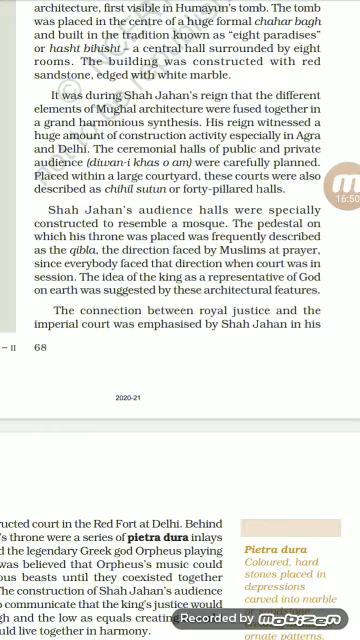 architecture, first visible in Humayun's tomb. The tomb
was placed in the centre of a huge formal chahar bagh
and built in the tradition known as "eight paradises"
or hasht bihisht – a central hall surrounded by eight
rooms. The building was constructed with red
sandstone, edged with white marble.
It was during Shah Jahan's reign that the different
elements of Mughal architecture were fused together in
a grand harmonious synthesis. His reign witnessed a
huge amount of construction activity especially in Agra
and Delhi. The ceremonial halls of public and private
audience (diwan-i khas o am) were carefully planned.
Placed within a large courtyard, these courts were also
described as chihil sutun or forty-pillared halls.
16:50
Shah Jahan's audience halls were specially
constructed to resemble a mosque. The pedestal on
which his throne was placed was frequently described
as the qibla, the direction faced by Muslims at prayer,
since everybody faced that direction when court was in
session. The idea of the king as a representative of God
on earth was suggested by these architectural features.
The connection between royal justice and the
imperial court was emphasised by Shah Jahan in his
– II 68
2020-21
ructed court in the Red Fort at Delhi. Behind
's throne were a series of pietra dura inlays
d the legendary Greek god Orpheus playing
was believed that Orpheus's music could
ous beasts until they coexisted together
The construction of Shah Jahan's audience
o communicate that the king's justice would
gh and the low as equals creating
uld live together in harmony.
Pietra dura
Coloured, hard
stones placed in
depressions
carved into marble
or sandstone
ornate patterns.
Recorded by mobizen